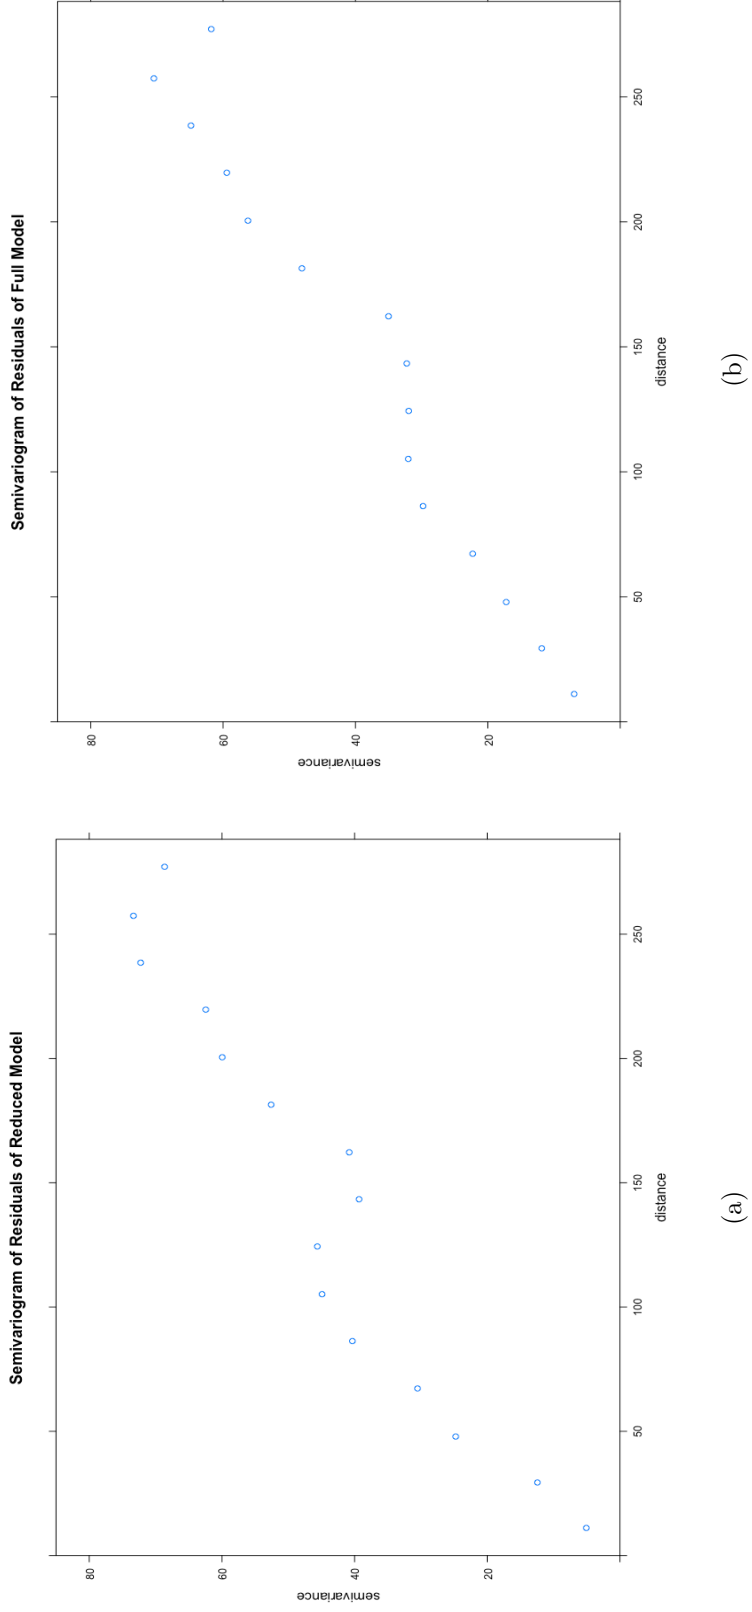 Semivariogram of Residuals of Reduced Model
80
60
40
20
semivariance
50
100
150
200
250
distance
(a)
Semivariogram of Residuals of Full Model
80
60
40
20
semivariance
50
100
150
200
250
distance
(b)